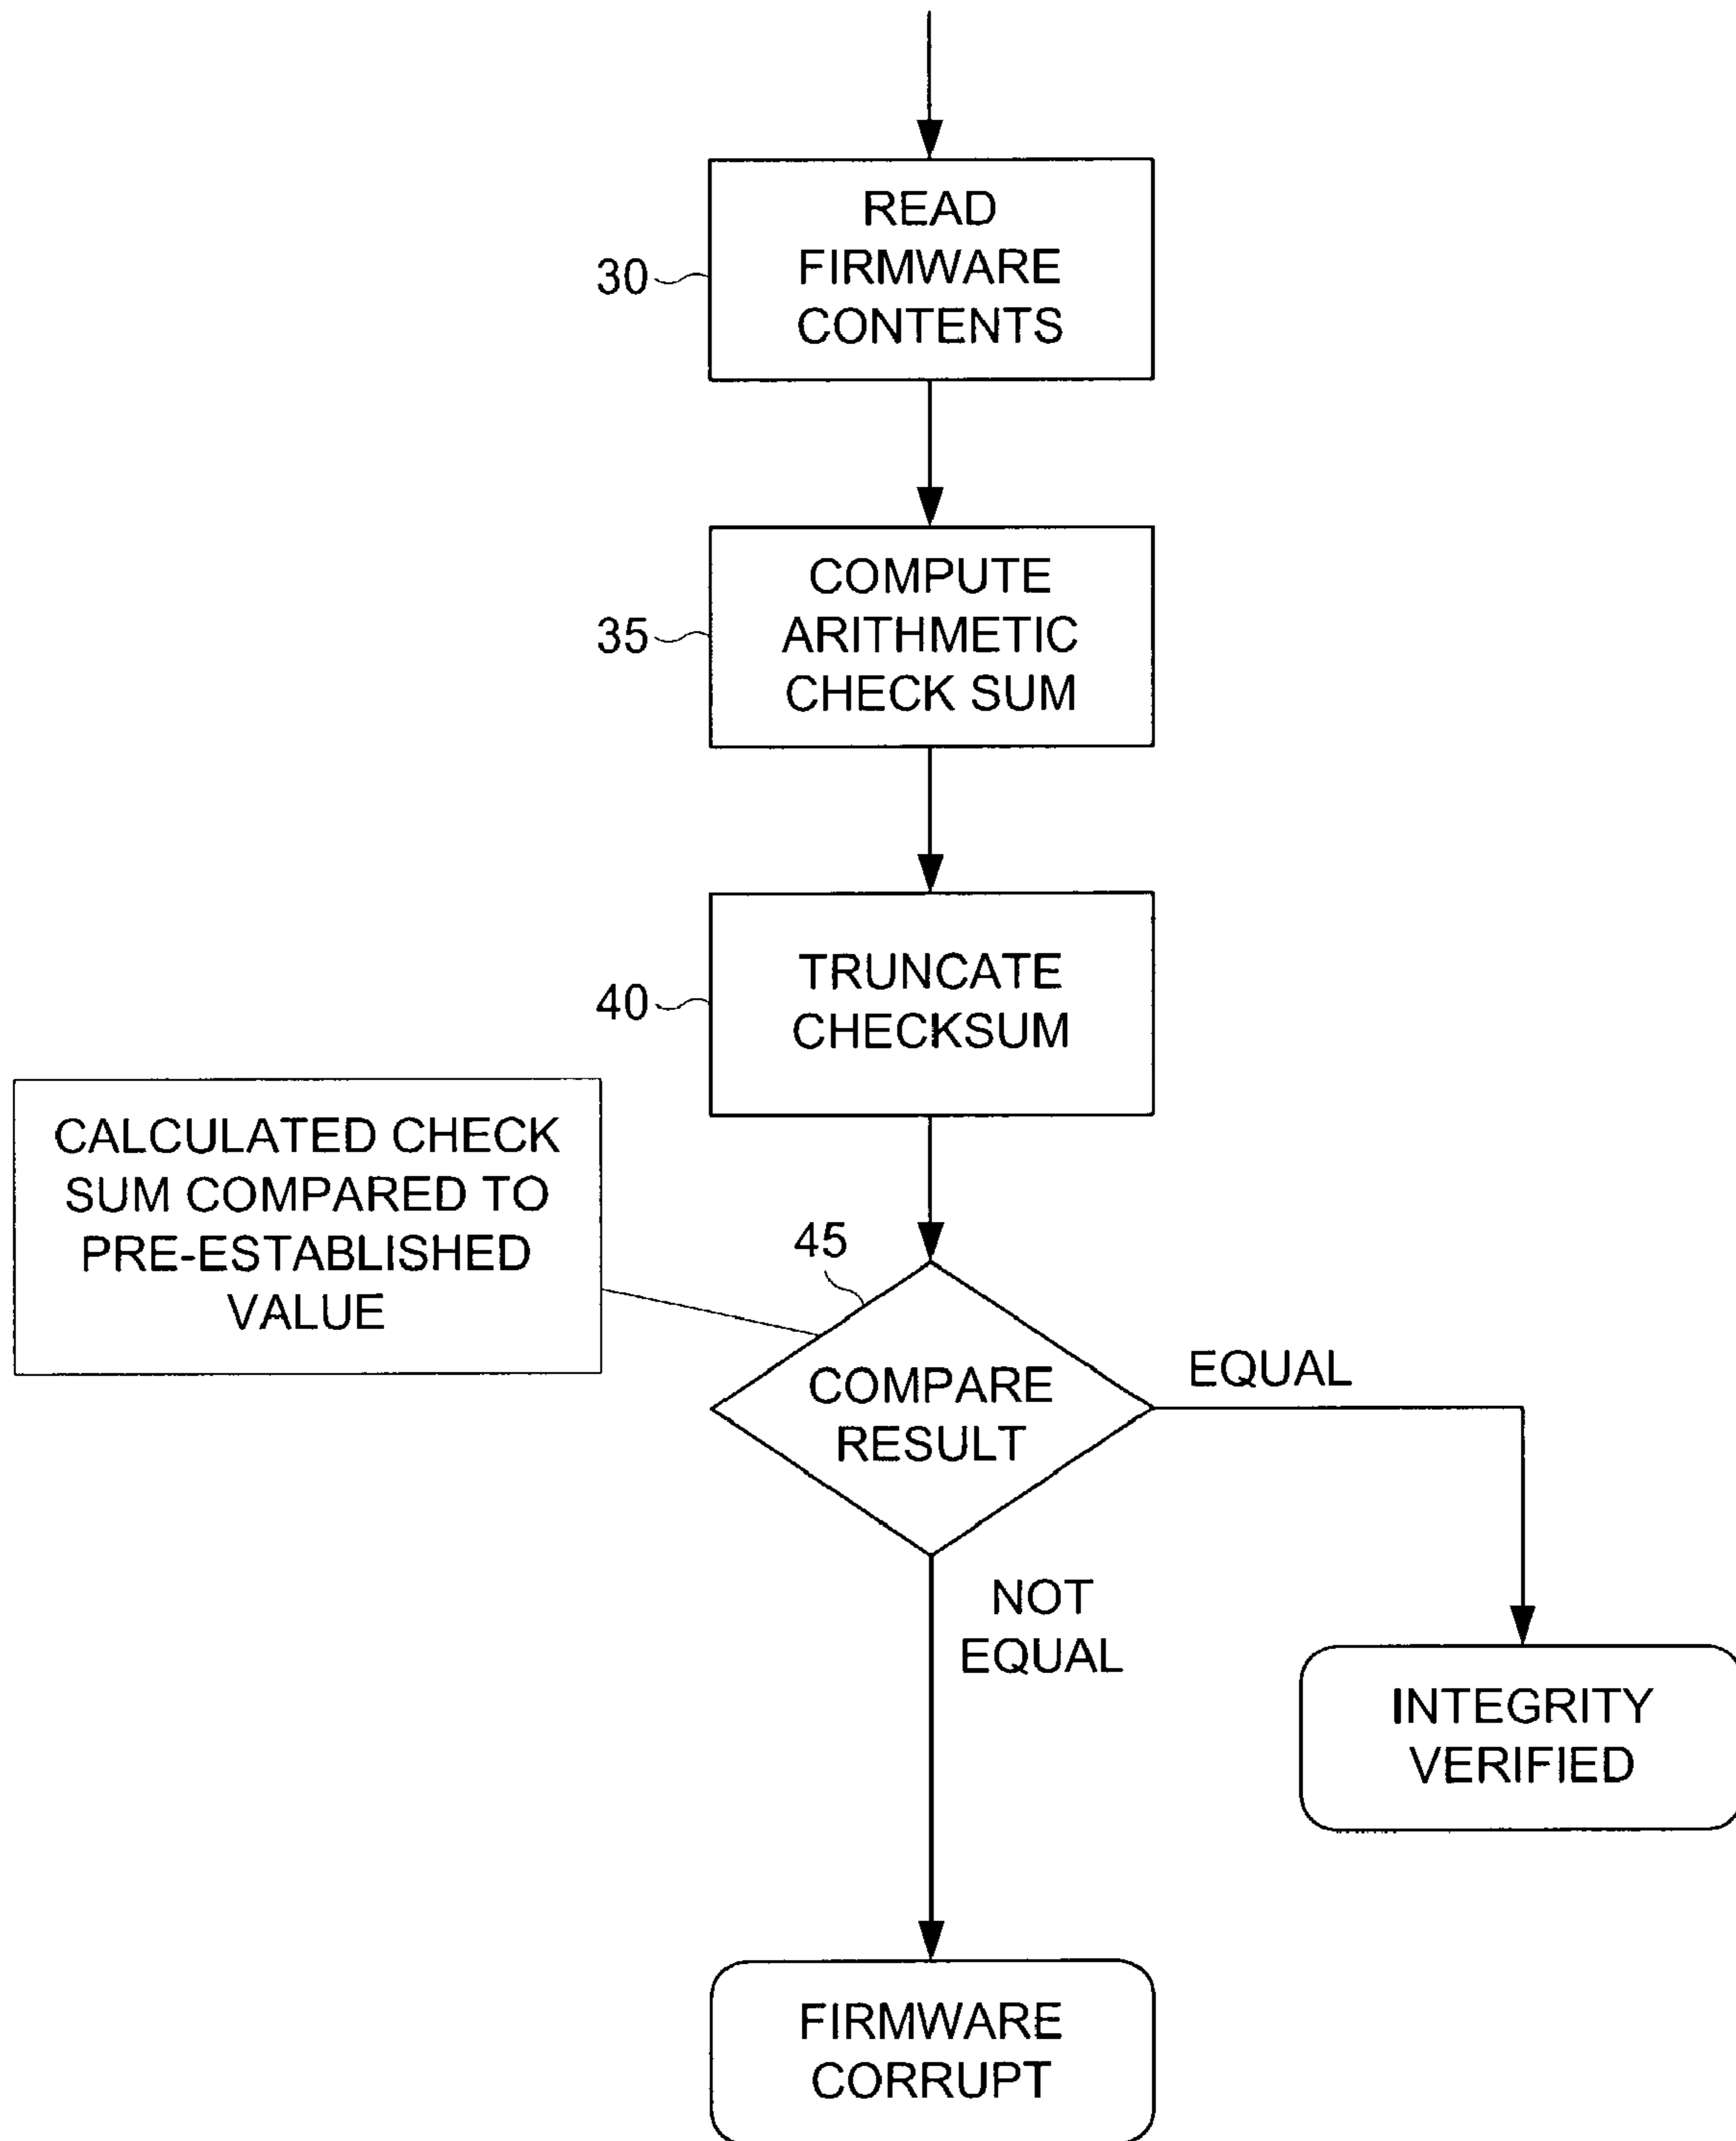 READ
FIRMWARE
30
CONTENTS
COMPUTE
35
ARITHMETIC
CHECK SUM
TRUNCATE
40
CHECKSUM
CALCULATED CHECK
SUM COMPARED TO
PRE-ESTABLISHED
VALUE
45
COMPARE
RESULT
EQUAL
NOT
EQUAL
INTEGRITY
VERIFIED
FIRMWARE
CORRUPT